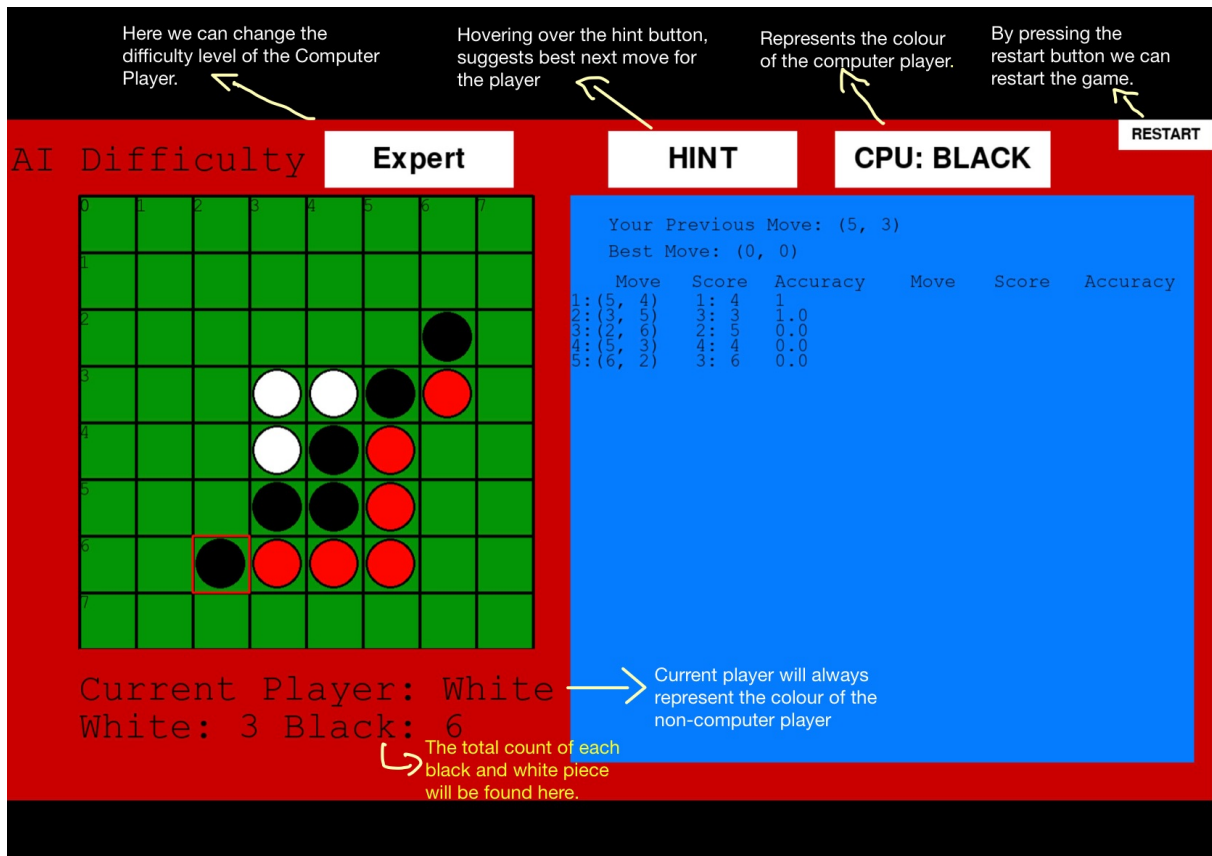 Here we can change the
difficulty level of the Computer
Player.
Hovering over the hint button,
suggests best next move for
the player
Represents the colour
of the computer player.
By pressing the
restart button we can
restart the game.
RESTART
AI Difficulty
Expert
HINT
CPU: BLACK
0 1 2 3 4 5 6 7
1
2
3
4
5
6
7
Your Previous Move: (5, 3)
Best Move: (0, 0)
Move Score Accuracy Move Score Accuracy
1:(5, 4) 1: 4 1
2:(3, 5) 3: 3 1.0
3:(2, 6) 2: 5 0.0
4:(5, 3) 4: 4 0.0
5:(6, 2) 3: 6 0.0
Current Player: White
White: 3 Black: 6
Current player will always
represent the colour of the
non-computer player
The total count of each
black and white piece
will be found here.